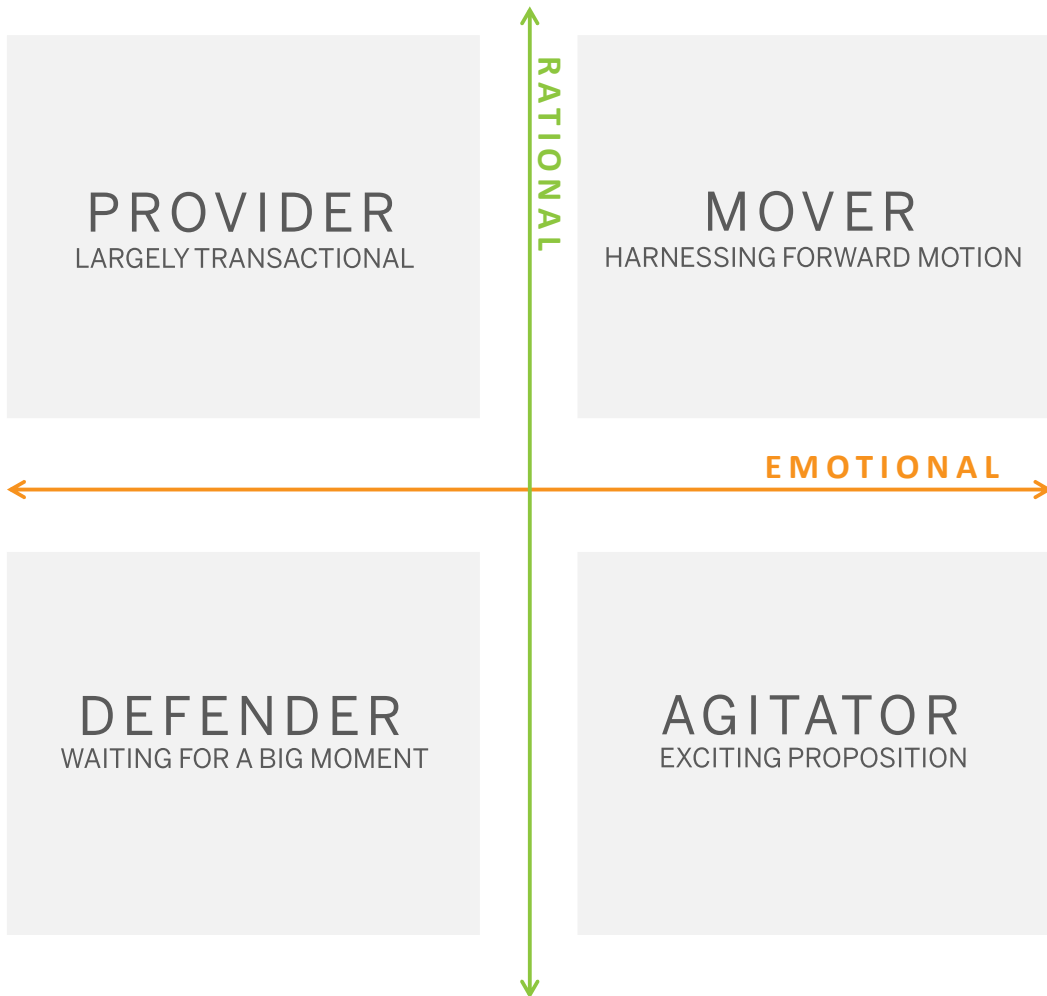 RATIONAL
PROVIDER
LARGELY TRANSACTIONAL
MOVER
HARNESSING FORWARD MOTION
EMOTIONAL
DEFENDER
WAITING FOR A BIG MOMENT
AGITATOR
EXCITING PROPOSITION